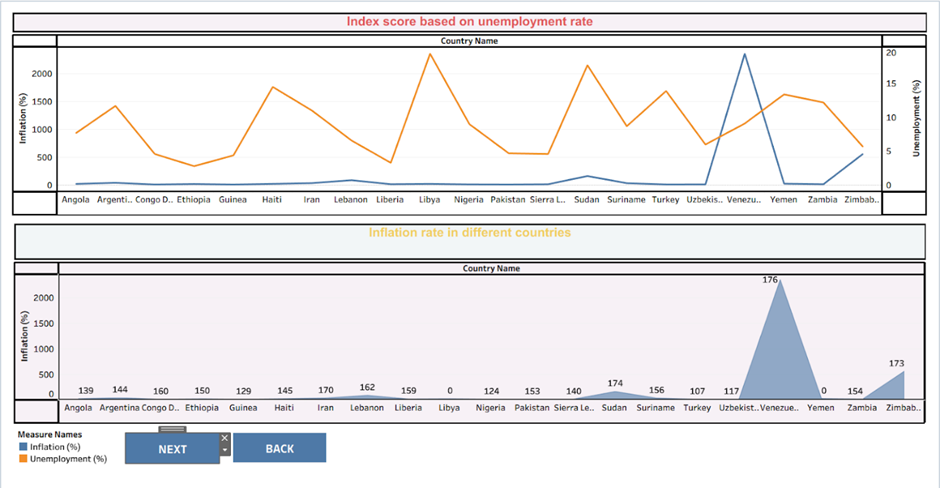 Index score based on unemployment rate
Country Name
Inflation (%)
2000
1500
1000
500
0
20
15
10
5
0
Unemployment (%)
Angola Argenti.. Congo D... Ethiopia Guinea Haiti Iran Lebanon Liberia Libya Nigeria Pakistan Sierra L... Sudan Suriname Turkey Uzbekis... Venezu.. Yemen Zambia Zimbab..
Inflation rate in different countries
Country Name
Inflation (%)
2000
1500
1000
500
0
139 144 160 150 129 145 170 162 159 0 124 153 140 174 156 107 117 176 0 154 173
Angola Argentina Congo D.. Ethiopia Guinea Haiti Iran Lebanon Liberia Libya Nigeria Pakistan Sierra Le... Sudan Suriname Turkey Uzbekist.. Venezue.. Yemen Zambia Zimbab..
Measure Names
Inflation (%)
Unemployment (%)
NEXT
BACK